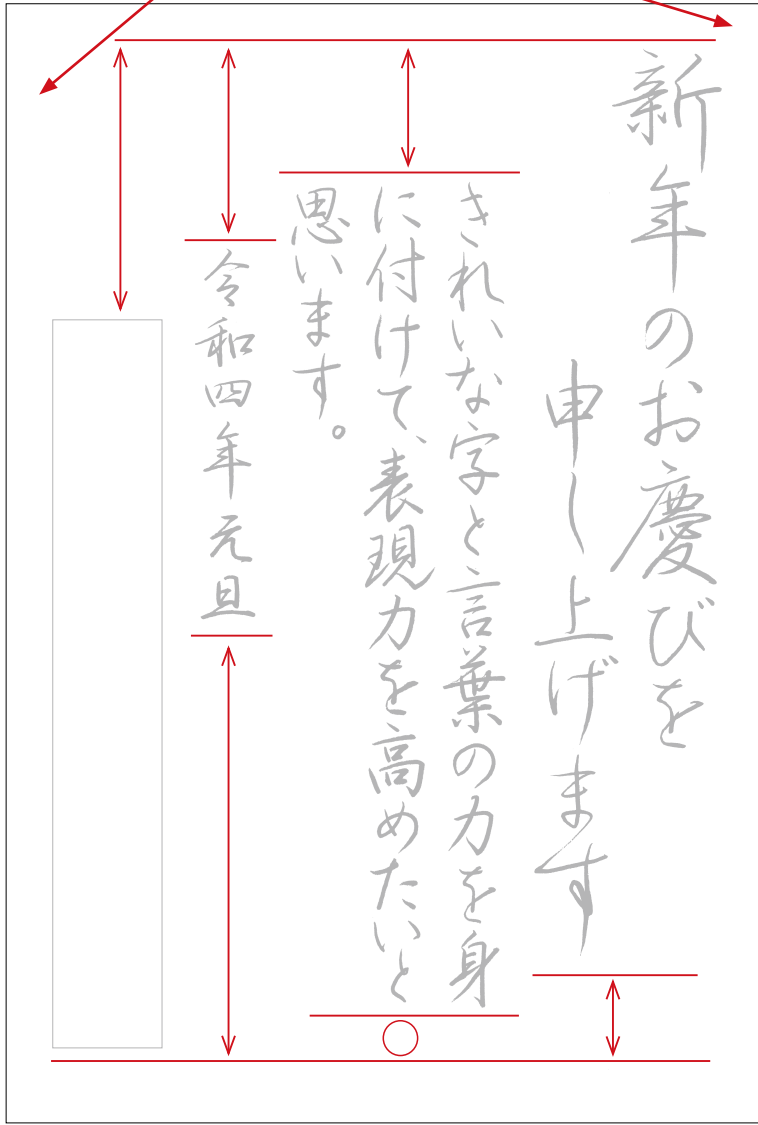 新年のお慶びを
申し上げます
きれいな字と言葉の力を身
に付けて、表現力を高めたいと
思います。
令和四年元旦